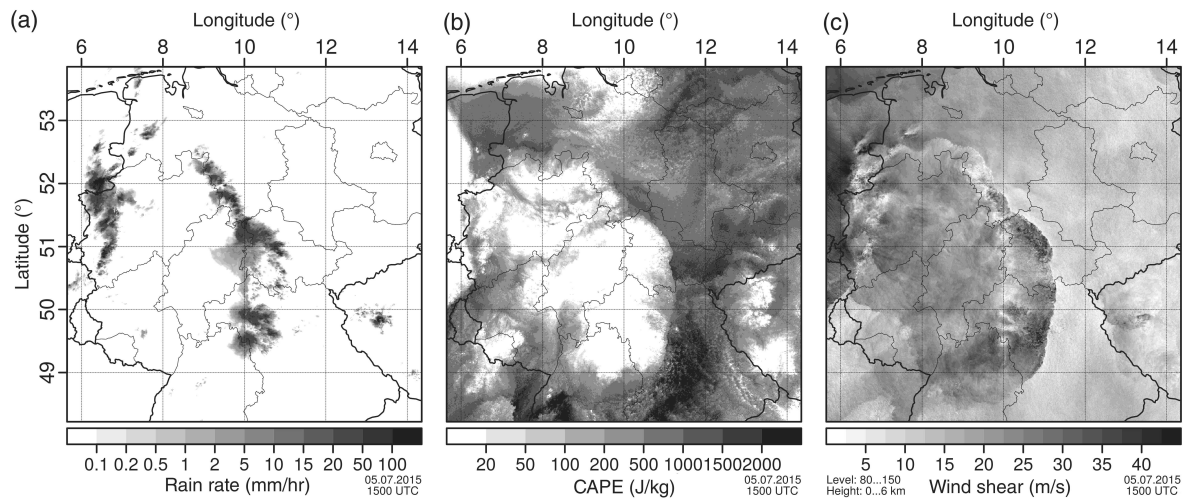 (a)
Longitude (°)
6 8 10 12 14
Latitude (°)
53
52
51
50
49
0.1 0.2 0.5 1 2 5 10 15 20 50 100
Rain rate (mm/hr)
05.07.2015
1500 UTC
(b)
Longitude (°)
6 8 10 12 14
20 50 100 200 500 1000 1500 2000
CAPE (J/kg)
05.07.2015
1500 UTC
(c)
Longitude (°)
6 8 10 12 14
5 10 15 20 25 30 35 40
Level: 80...150
Height: 0...6 km
Wind shear (m/s)
05.07.2015
1500 UTC